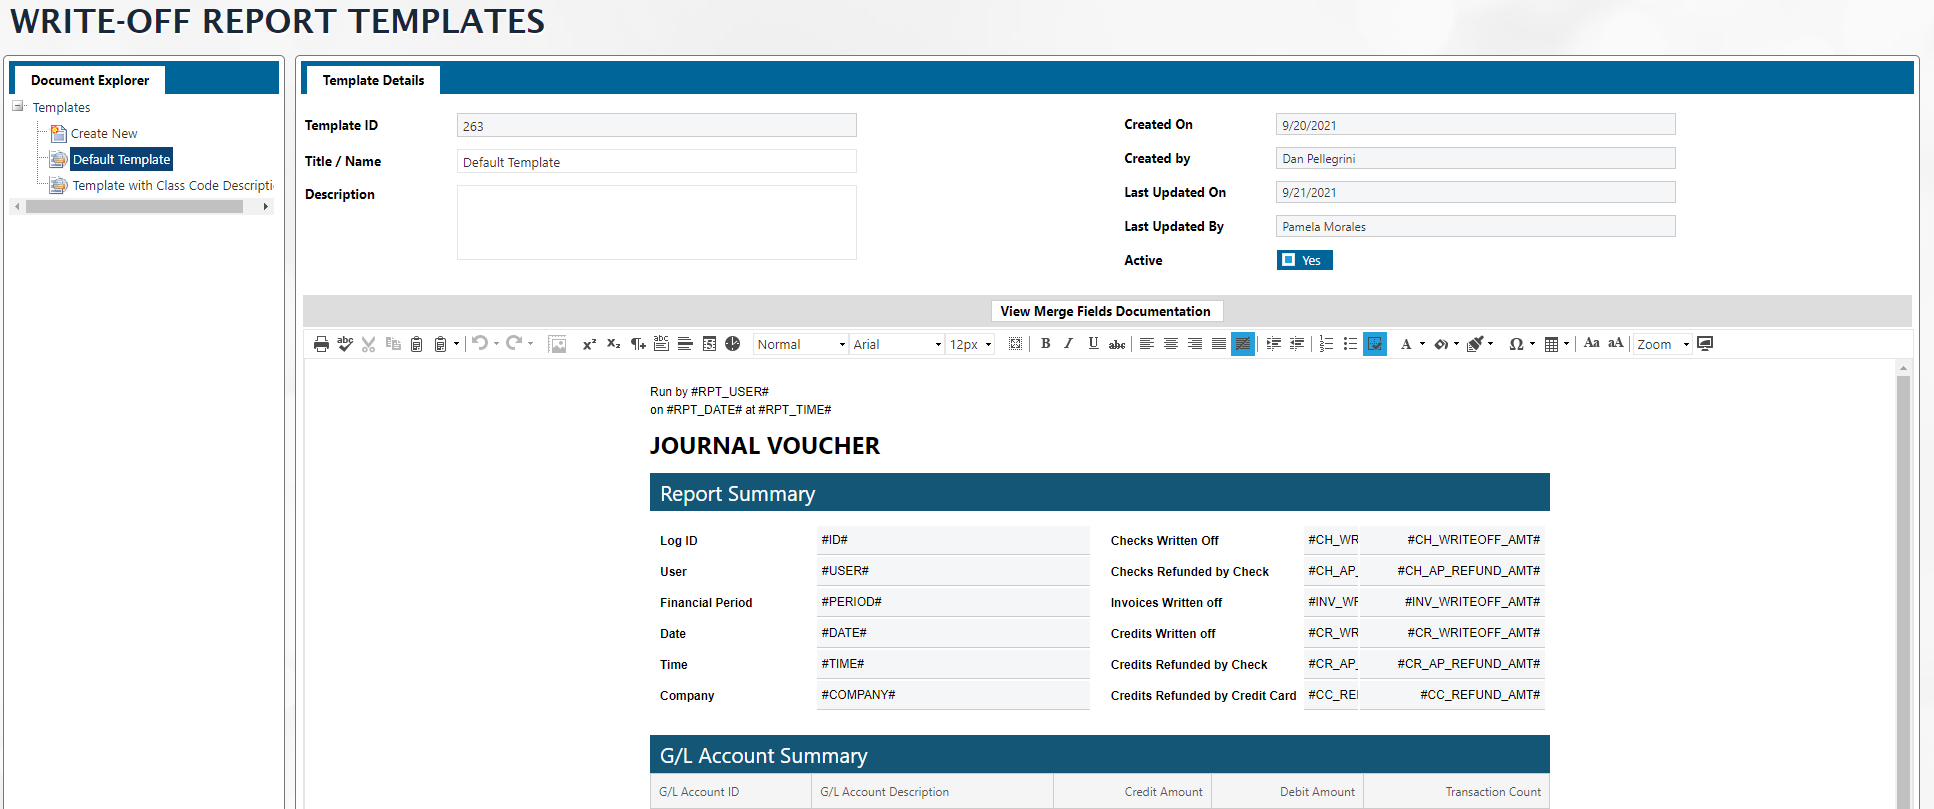 WRITE-OFF REPORT TEMPLATES
Document Explorer
Templates
Create New
Default Template
Template with Class Code Descripti
Template Details
Template ID 263
Title / Name Default Template
Description
Created On 9/20/2021
Created by Dan Pellegrini
Last Updated On 9/21/2021
Last Updated By Pamela Morales
Active Yes
View Merge Fields Documentation
Normal Arial 12px Zoom
Run by #RPT_USER#
on #RPT_DATE# at #RPT_TIME#
JOURNAL VOUCHER
Report Summary
Log ID #ID# Checks Written Off #CH_WR #CH_WRITEOFF_AMT#
User #USER# Checks Refunded by Check #CH_AP_ #CH_AP_REFUND_AMT#
Financial Period #PERIOD# Invoices Written off #INV_WF #INV_WRITEOFF_AMT#
Date #DATE# Credits Written off #CR_WR #CR_WRITEOFF_AMT#
Time #TIME# Credits Refunded by Check #CR_AP_ #CR_AP_REFUND_AMT#
Company #COMPANY# Credits Refunded by Credit Card #CC_REI #CC_REFUND_AMT#
G/L Account Summary
G/L Account ID G/L Account Description Credit Amount Debit Amount Transaction Count